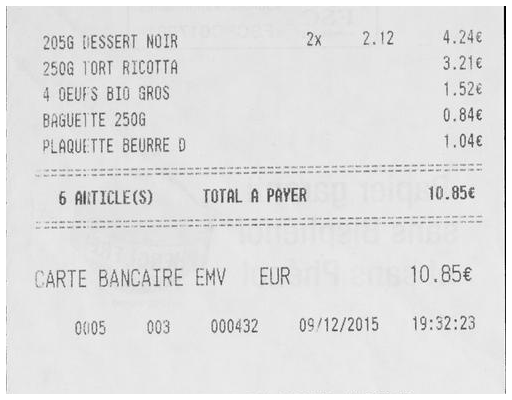 205G DESSERT NOIR 2x 2.12 4.24€
250G TORT RICOTTA 3.21€
4 OEUFS BIO GROS 1.52€
BAGUETTE 250G 0.84€
PLAQUETTE BEURRE D 1.04€
6 ARTICLE(S) TOTAL A PAYER 10.85€
CARTE BANCAIRE EMV EUR 10.85€
0005 003 000432 09/12/2015 19:32:23